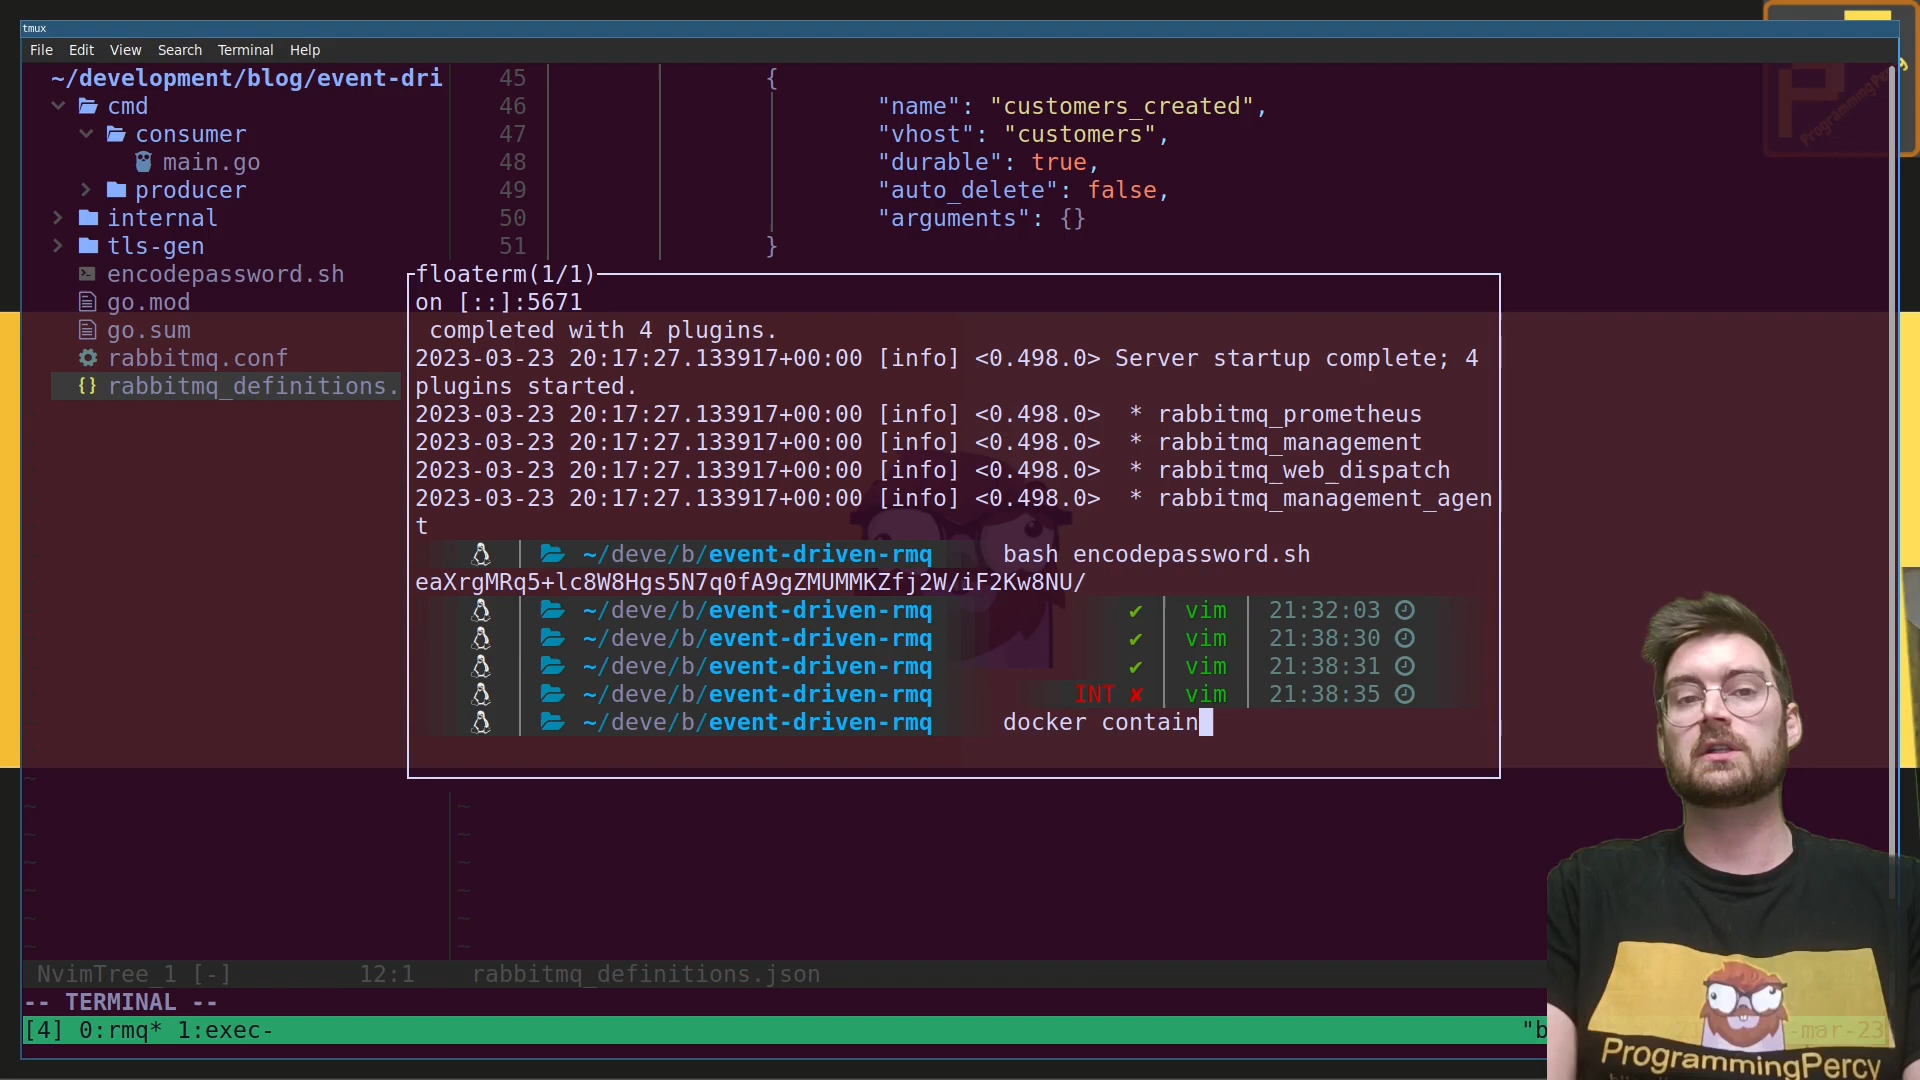 tmux
File Edit View Search Terminal Help
~/development/blog/event-dri
cmd
consumer
main.go
producer
internal
tls-gen
encodepassword.sh
go.mod
go.sum
rabbitmq.conf
{} rabbitmq_definitions.
45 {
46 "name": "customers_created",
47 "vhost": "customers",
48 "durable": true,
49 "auto_delete": false,
50 "arguments": {}
51 }
floaterm(1/1)
on [::]:5671
completed with 4 plugins.
2023-03-23 20:17:27.133917+00:00 [info] <0.498.0> Server startup complete; 4
plugins started.
2023-03-23 20:17:27.133917+00:00 [info] <0.498.0> * rabbitmq_prometheus
2023-03-23 20:17:27.133917+00:00 [info] <0.498.0> * rabbitmq_management
2023-03-23 20:17:27.133917+00:00 [info] <0.498.0> * rabbitmq_web_dispatch
2023-03-23 20:17:27.133917+00:00 [info] <0.498.0> * rabbitmq_management_agen
t
~/deve/b/event-driven-rmq bash encodepassword.sh
eaXrgMRq5+lc8W8Hgs5N7q0fA9gZMUMMKZfj2W/iF2Kw8NU/
~/deve/b/event-driven-rmq ✔ vim 21:32:03
~/deve/b/event-driven-rmq ✔ vim 21:38:30
~/deve/b/event-driven-rmq ✔ vim 21:38:31
~/deve/b/event-driven-rmq INT ✘ vim 21:38:35
~/deve/b/event-driven-rmq docker contain
~
~
~
~
~
~
~
NvimTree_1 [-] 12:1 rabbitmq_definitions.json
-- TERMINAL --
[4] 0:rmq* 1:exec- "b
-mar-23
ProgrammingPercy
ProgrammingPercy